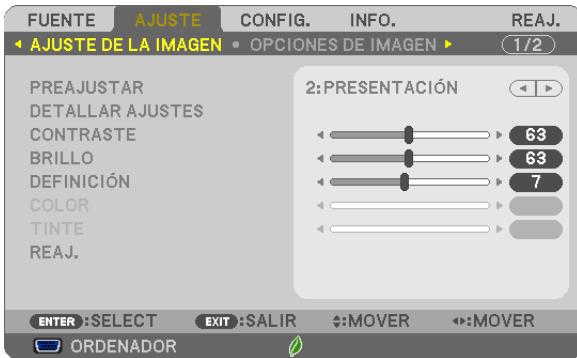 FUENTE AJUSTE CONFIG. INFO. REAJ.
AJUSTE DE LA IMAGEN • OPCIONES DE IMAGEN 1/2
PREAJUSTAR 2:PRESENTACIÓN
DETALLAR AJUSTES
CONTRASTE 63
BRILLO 63
DEFINICIÓN 7
COLOR
TINTE
REAJ.
ENTER :SELECT EXIT :SALIR :MOVER :MOVER
ORDENADOR